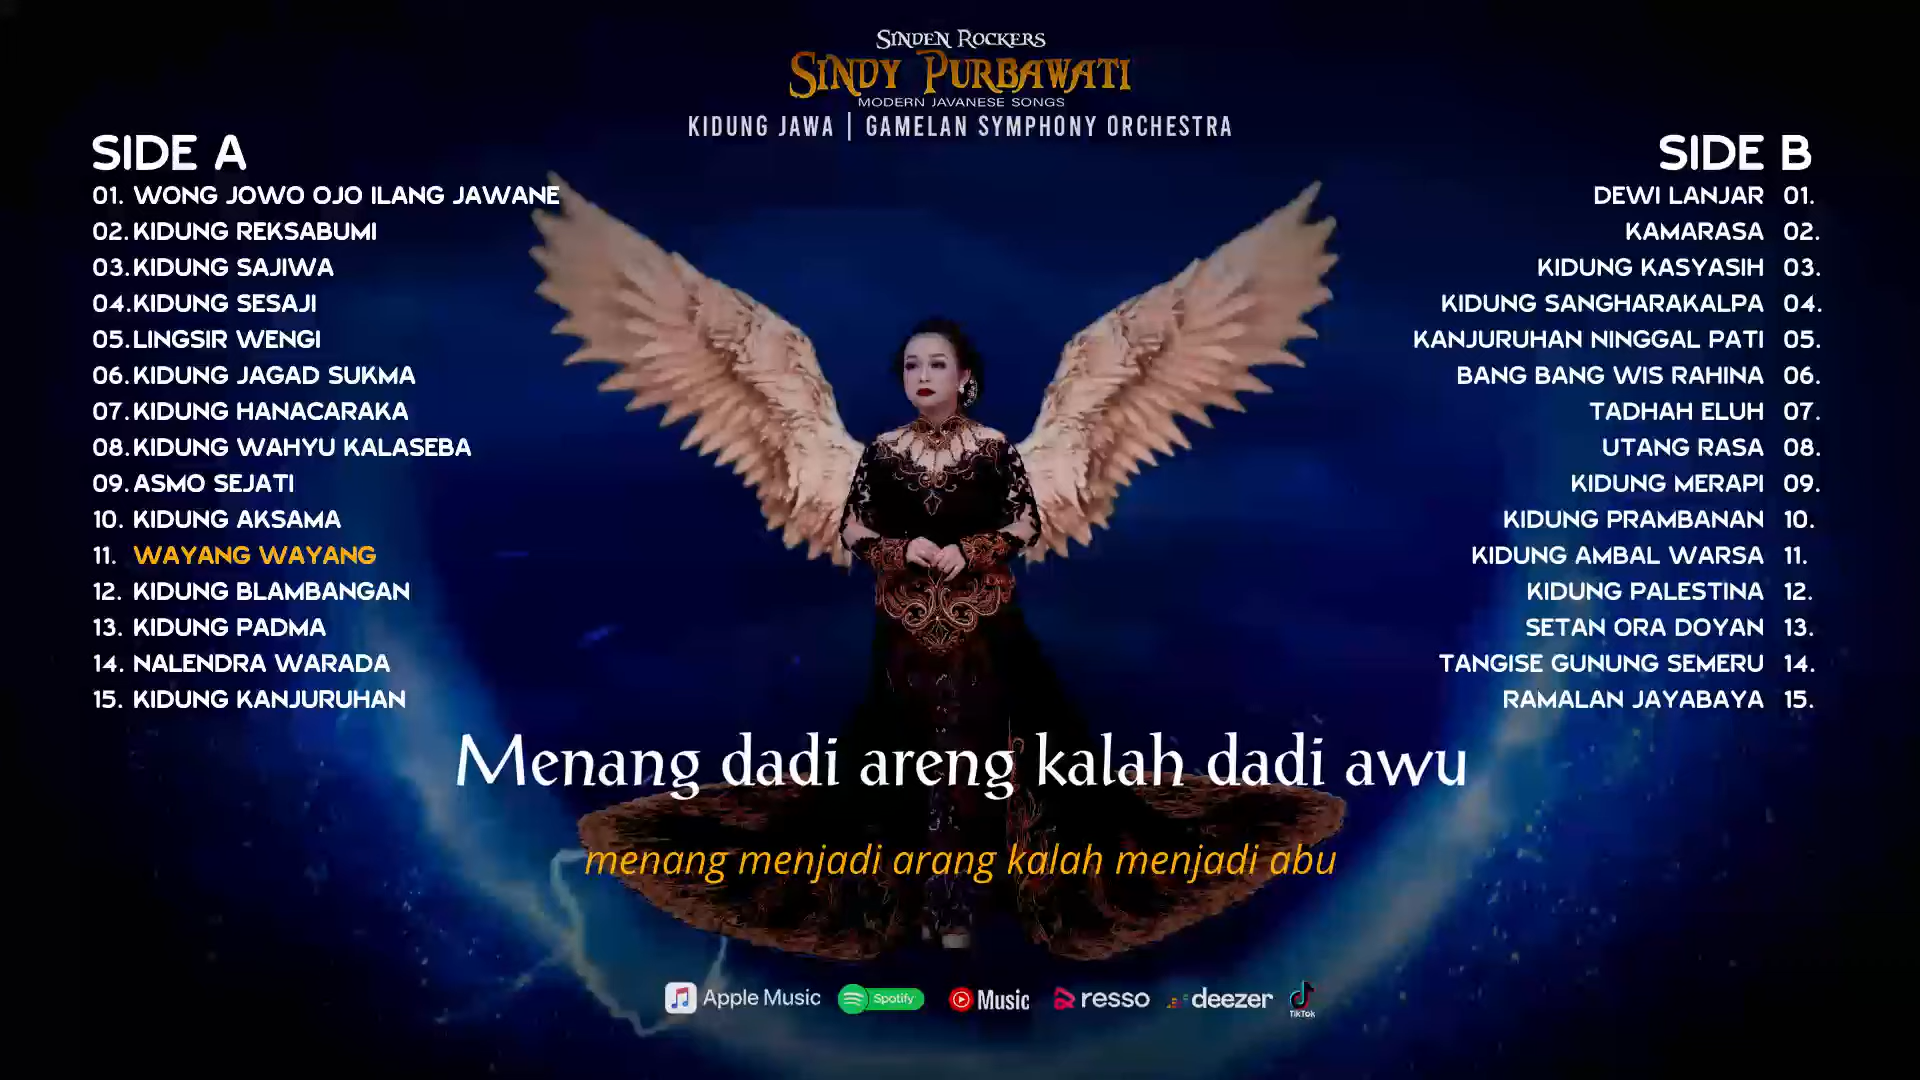 SINDEN ROCKERS
SINDY PURBAWATI
MODERN JAVANESE SONGS
KIDUNG JAWA | GAMELAN SYMPHONY ORCHESTRA
SIDE A
01. WONG JOWO OJO ILANG JAWANE
02. KIDUNG REKSABUMI
03. KIDUNG SAJIWA
04. KIDUNG SESAJI
05. LINGSIR WENGI
06. KIDUNG JAGAD SUKMA
07. KIDUNG HANACARAKA
08. KIDUNG WAHYU KALASEBA
09. ASMO SEJATI
10. KIDUNG AKSAMA
11. WAYANG WAYANG
12. KIDUNG BLAMBANGAN
13. KIDUNG PADMA
14. NALENDRA WARADA
15. KIDUNG KANJURUHAN
SIDE B
DEWI LANJAR 01.
KAMARASA 02.
KIDUNG KASYASIH 03.
KIDUNG SANGHARAKALPA 04.
KANJURUHAN NINGGAL PATI 05.
BANG BANG WIS RAHINA 06.
TADHAH ELUH 07.
UTANG RASA 08.
KIDUNG MERAPI 09.
KIDUNG PRAMBANAN 10.
KIDUNG AMBAL WARSA 11.
KIDUNG PALESTINA 12.
SETAN ORA DOYAN 13.
TANGISE GUNUNG SEMERU 14.
RAMALAN JAYABAYA 15.
Menang dadi areng kalah dadi awu
menang menjadi arang kalah menjadi abu
Apple Music Spotify Music resso deezer TikTok